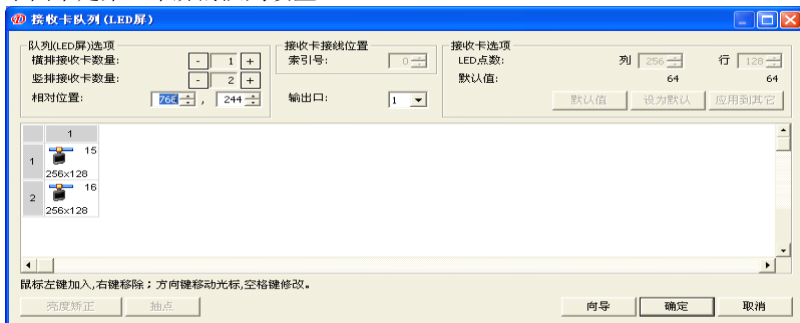 接收卡队列 (LED屏)
队列(LED屏)选项
横排接收卡数量: - 1 +
竖排接收卡数量: - 2 +
相对位置: 768 , 244
接收卡接线位置
索引号: 0
输出口: 1
接收卡选项
LED点数: 列 256 行 128
默认值: 64 64
默认值 设为默认 应用到其它
1
1 15
256x128
2 16
256x128
鼠标左键加入,右键移除；方向键移动光标,空格键修改。
亮度矫正 抽点 向导 确定 取消